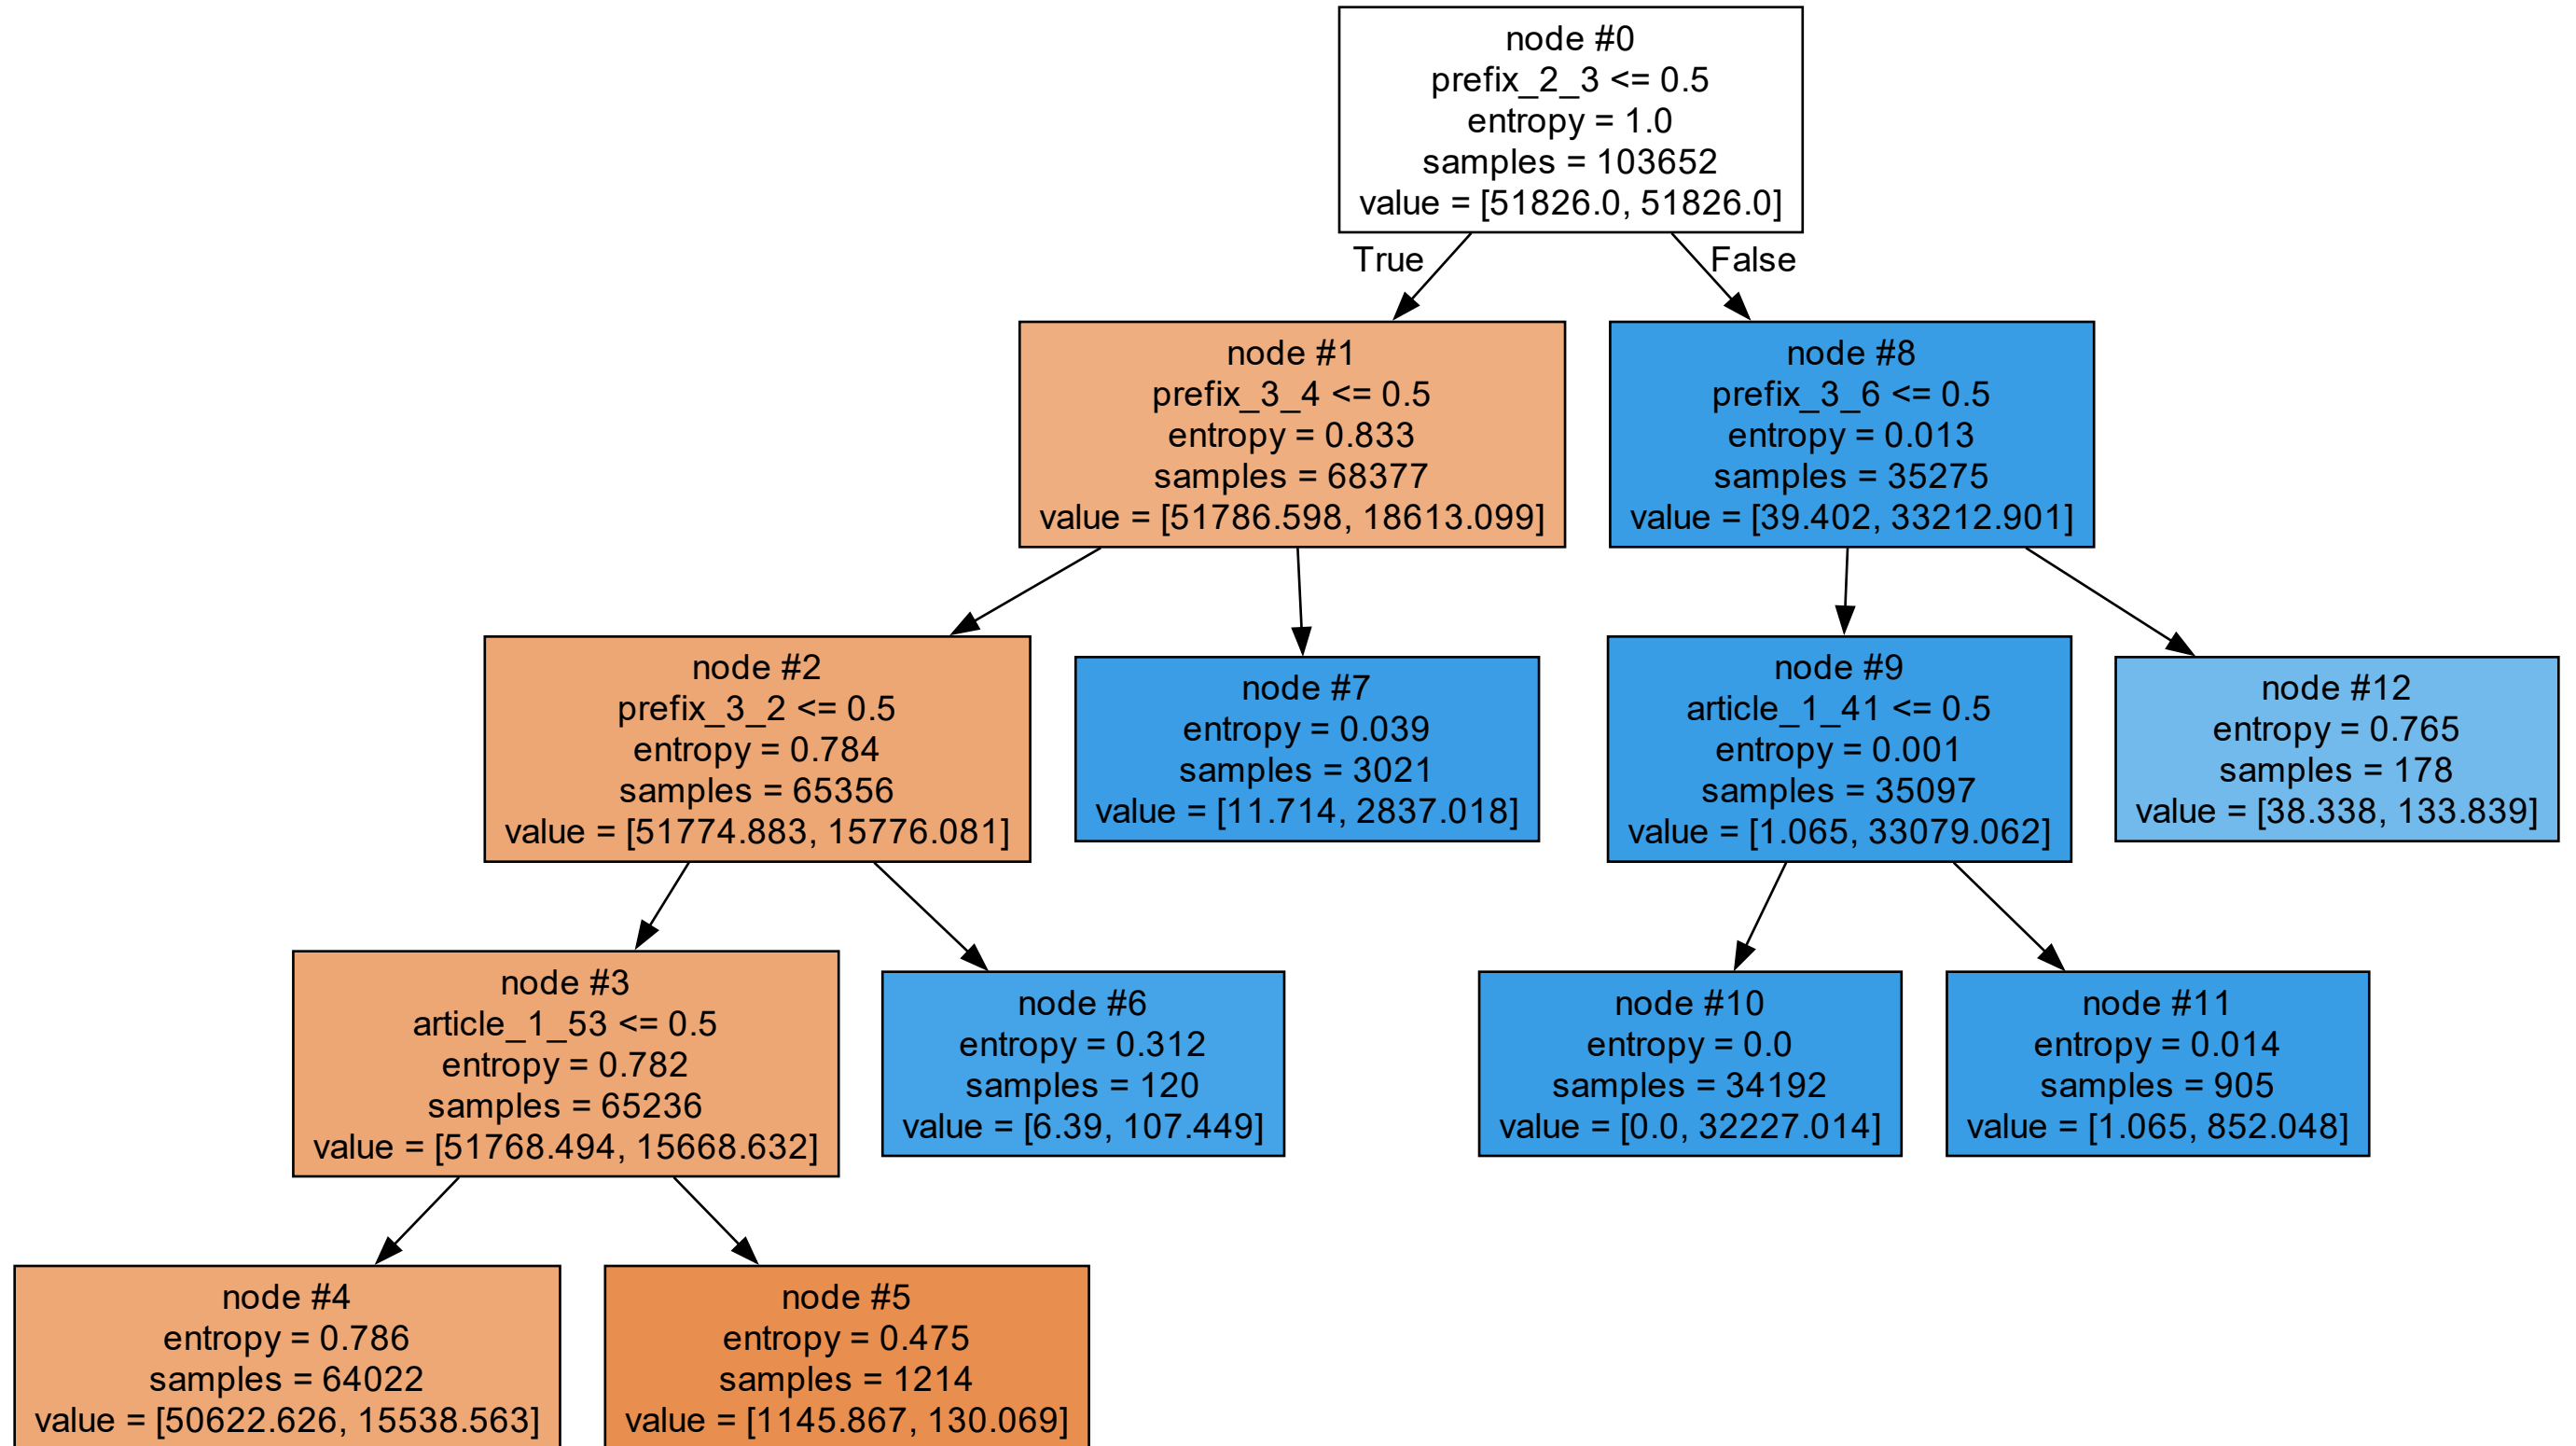 node #0
prefix_2_3 <= 0.5
entropy = 1.0
samples = 103652
value = [51826.0, 51826.0]
True
False
node #1
prefix_3_4 <= 0.5
entropy = 0.833
samples = 68377
value = [51786.598, 18613.099]
node #8
prefix_3_6 <= 0.5
entropy = 0.013
samples = 35275
value = [39.402, 33212.901]
node #2
prefix_3_2 <= 0.5
entropy = 0.784
samples = 65356
value = [51774.883, 15776.081]
node #7
entropy = 0.039
samples = 3021
value = [11.714, 2837.018]
node #9
article_1_41 <= 0.5
entropy = 0.001
samples = 35097
value = [1.065, 33079.062]
node #12
entropy = 0.765
samples = 178
value = [38.338, 133.839]
node #3
article_1_53 <= 0.5
entropy = 0.782
samples = 65236
value = [51768.494, 15668.632]
node #6
entropy = 0.312
samples = 120
value = [6.39, 107.449]
node #10
entropy = 0.0
samples = 34192
value = [0.0, 32227.014]
node #11
entropy = 0.014
samples = 905
value = [1.065, 852.048]
node #4
entropy = 0.786
samples = 64022
value = [50622.626, 15538.563]
node #5
entropy = 0.475
samples = 1214
value = [1145.867, 130.069]